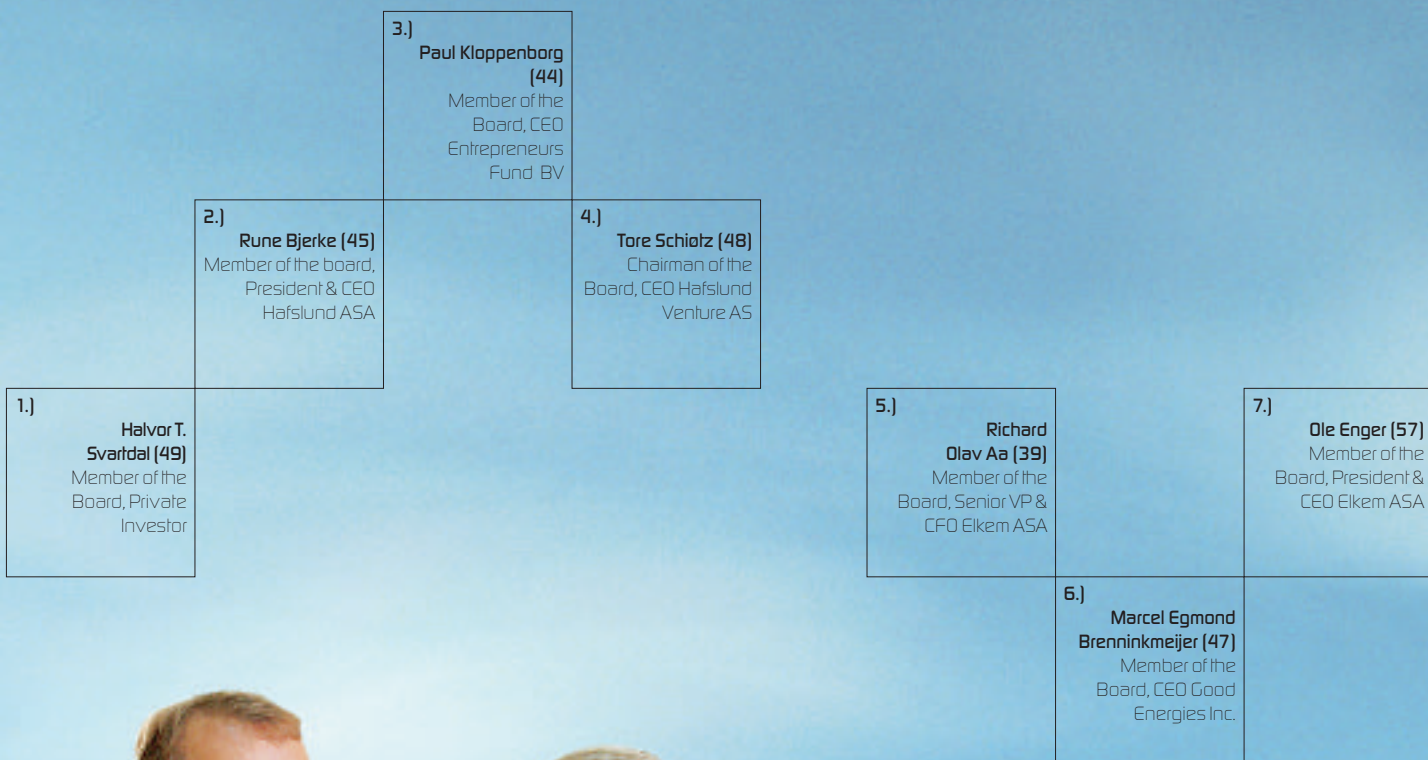 1.)
Halvor T.
Svartdal (49)
Member of the
Board, Private
Investor
2.)
Rune Bjerke (45)
Member of the board,
President & CEO
Hafslund ASA
3.)
Paul Kloppenborg
(44)
Member of the
Board, CEO
Entrepreneurs
Fund BV
4.)
Tore Schiøtz (48)
Chairman of the
Board, CEO Hafslund
Venture AS
5.)
Richard
Olav Aa (39)
Member of the
Board, Senior VP &
CFO Elkem ASA
6.)
Marcel Egmond
Brenninkmeijer (47)
Member of the
Board, CEO Good
Energies Inc.
7.)
Ole Enger (57)
Member of the
Board, President &
CEO Elkem ASA